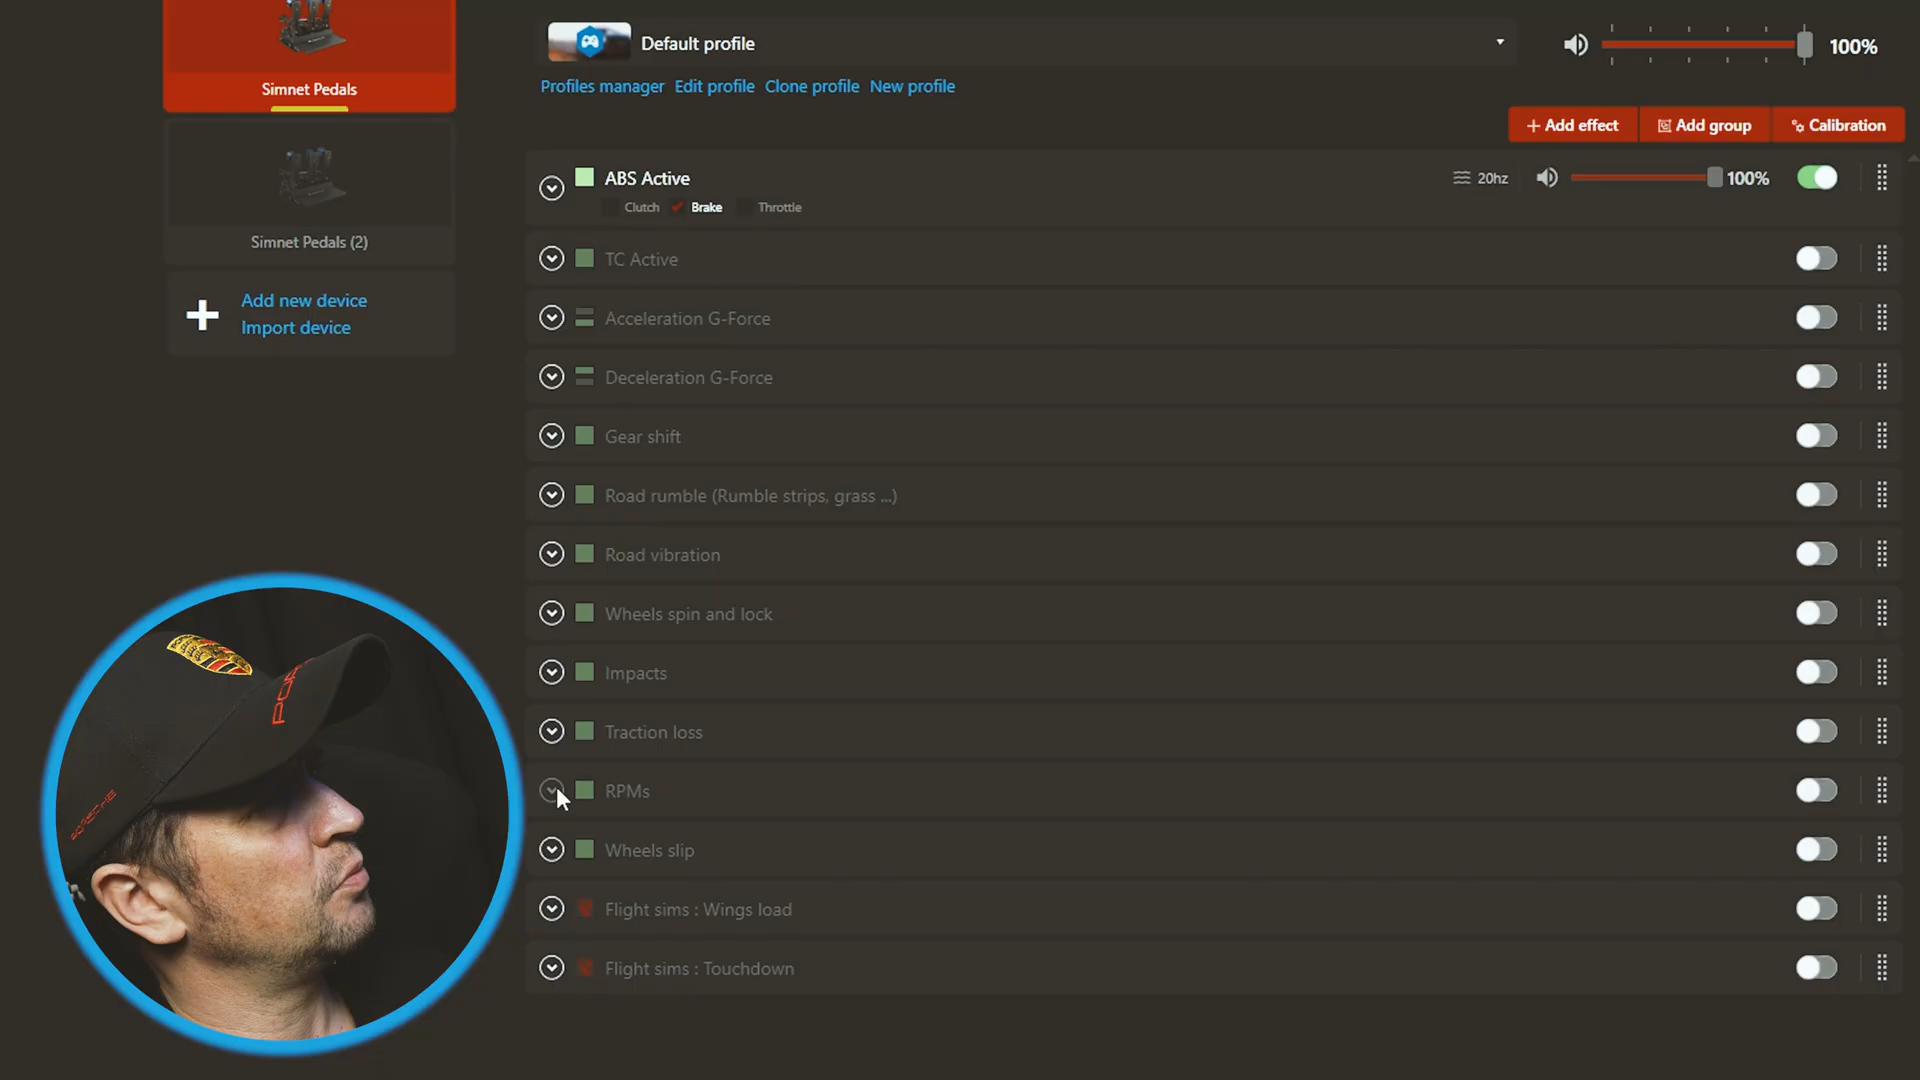 Default profile
100%
Profiles manager Edit profile Clone profile New profile
Simnet Pedals
Simnet Pedals (2)
Add new device
Import device
+ Add effect Add group Calibration
ABS Active 20hz 100%
Clutch Brake Throttle
TC Active
Acceleration G-Force
Deceleration G-Force
Gear shift
Road rumble (Rumble strips, grass ...)
Road vibration
Wheels spin and lock
Impacts
Traction loss
RPMs
Wheels slip
Flight sims : Wings load
Flight sims : Touchdown
PORSCHE